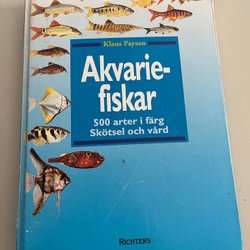 Klaus Paysan
Akvarie-
fiskar
500 arter i färg
Skötsel och vård
RICHTERS